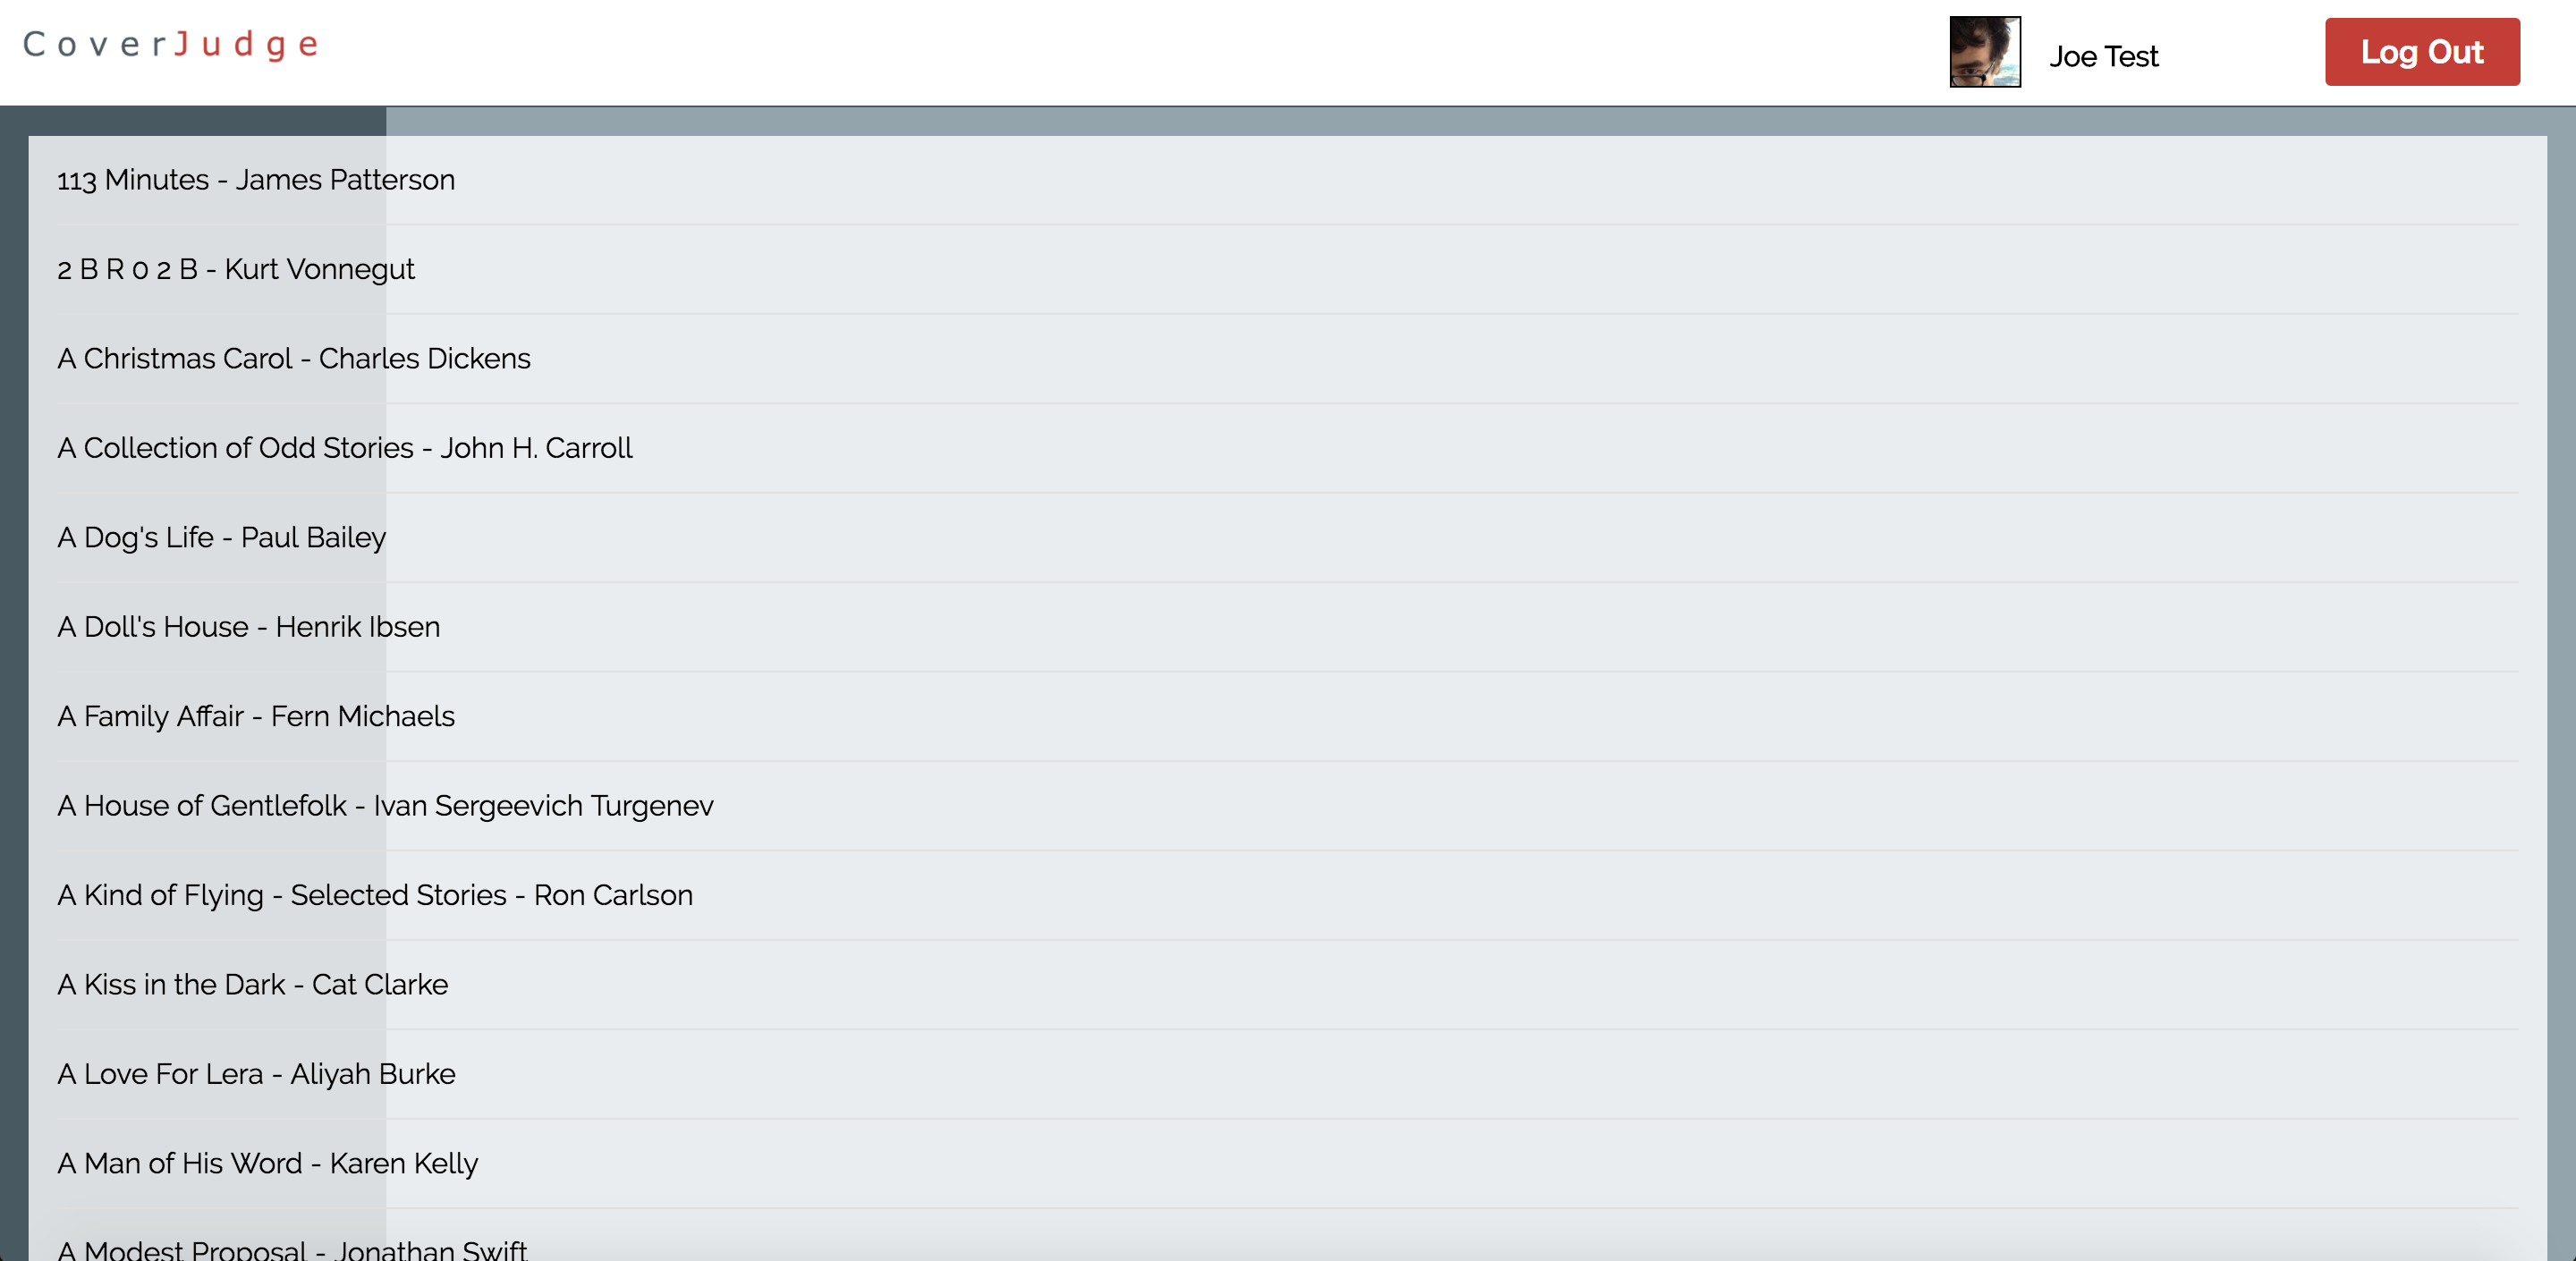 CoverJudge
Joe Test
Log Out
113 Minutes - James Patterson
2 B R 0 2 B - Kurt Vonnegut
A Christmas Carol - Charles Dickens
A Collection of Odd Stories - John H. Carroll
A Dog's Life - Paul Bailey
A Doll's House - Henrik Ibsen
A Family Affair - Fern Michaels
A House of Gentlefolk - Ivan Sergeevich Turgenev
A Kind of Flying - Selected Stories - Ron Carlson
A Kiss in the Dark - Cat Clarke
A Love For Lera - Aliyah Burke
A Man of His Word - Karen Kelly
A Modest Proposal - Jonathan Swift